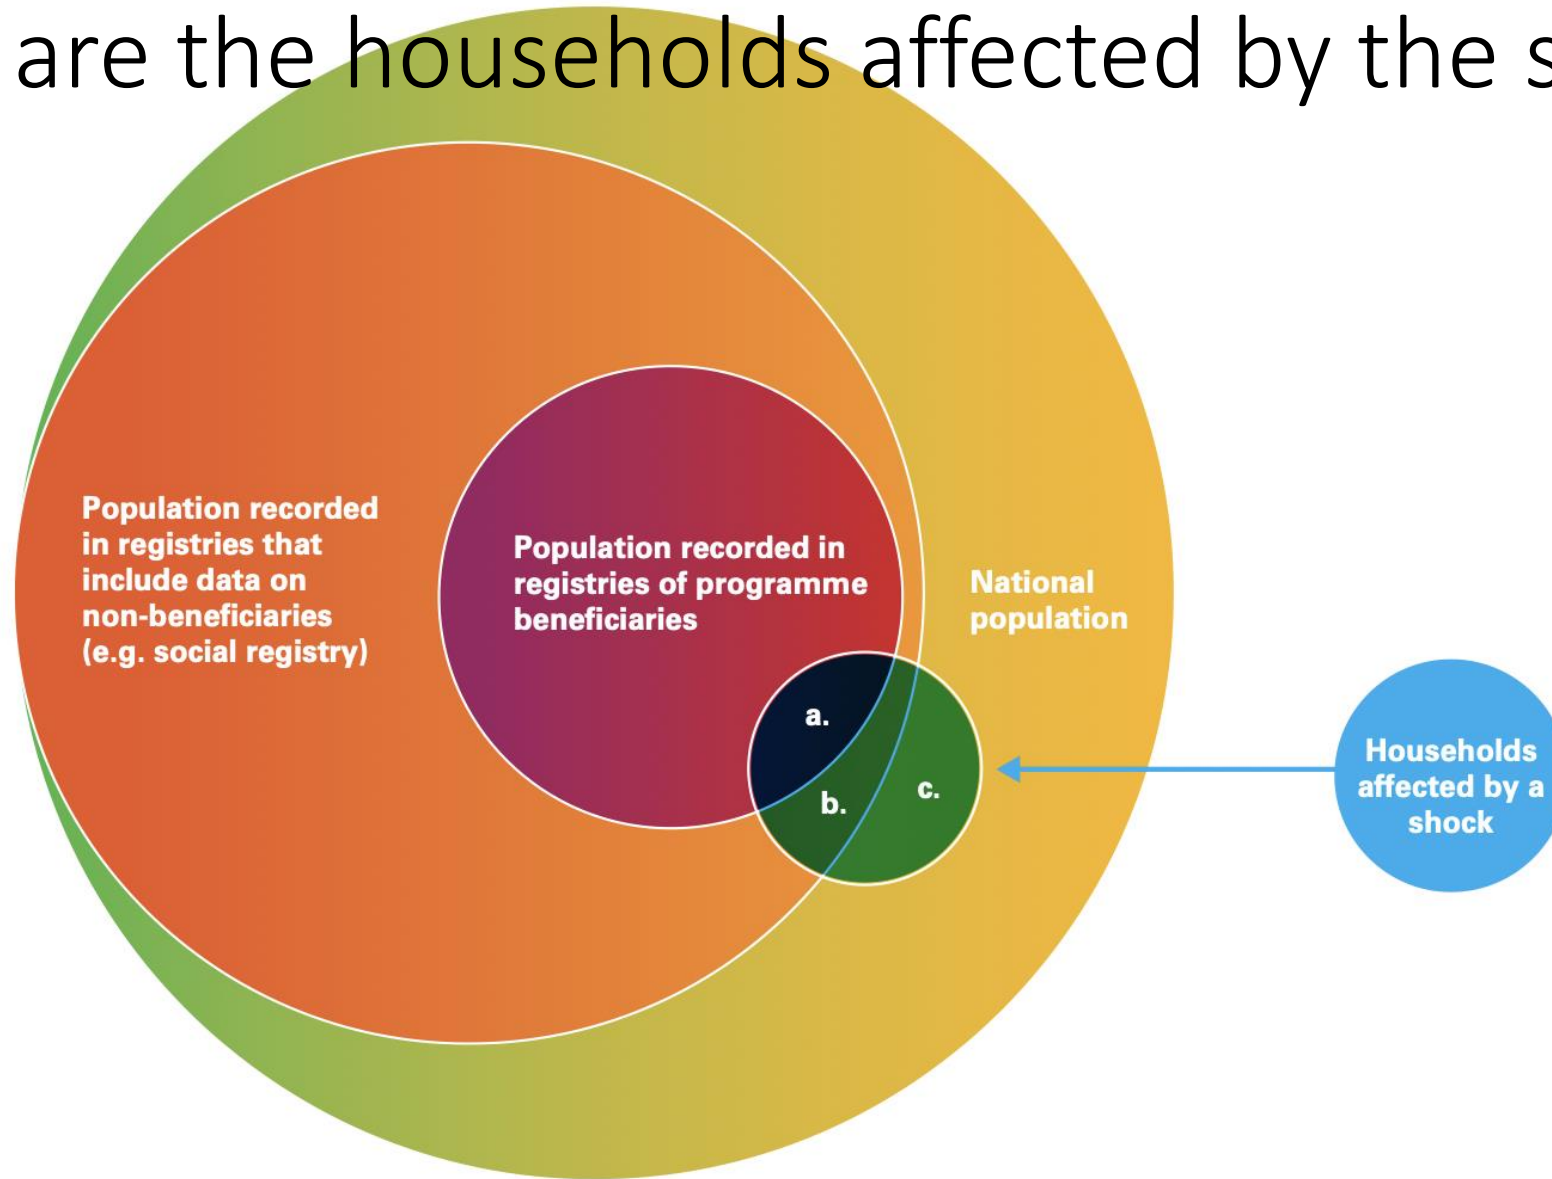 are the households affected by the s
Population recorded
in registries that
include data on
non-beneficiaries
(e.g. social registry)
Population recorded in
registries of programme
beneficiaries
National
population
a.
b.
c.
Households
affected by a
shock